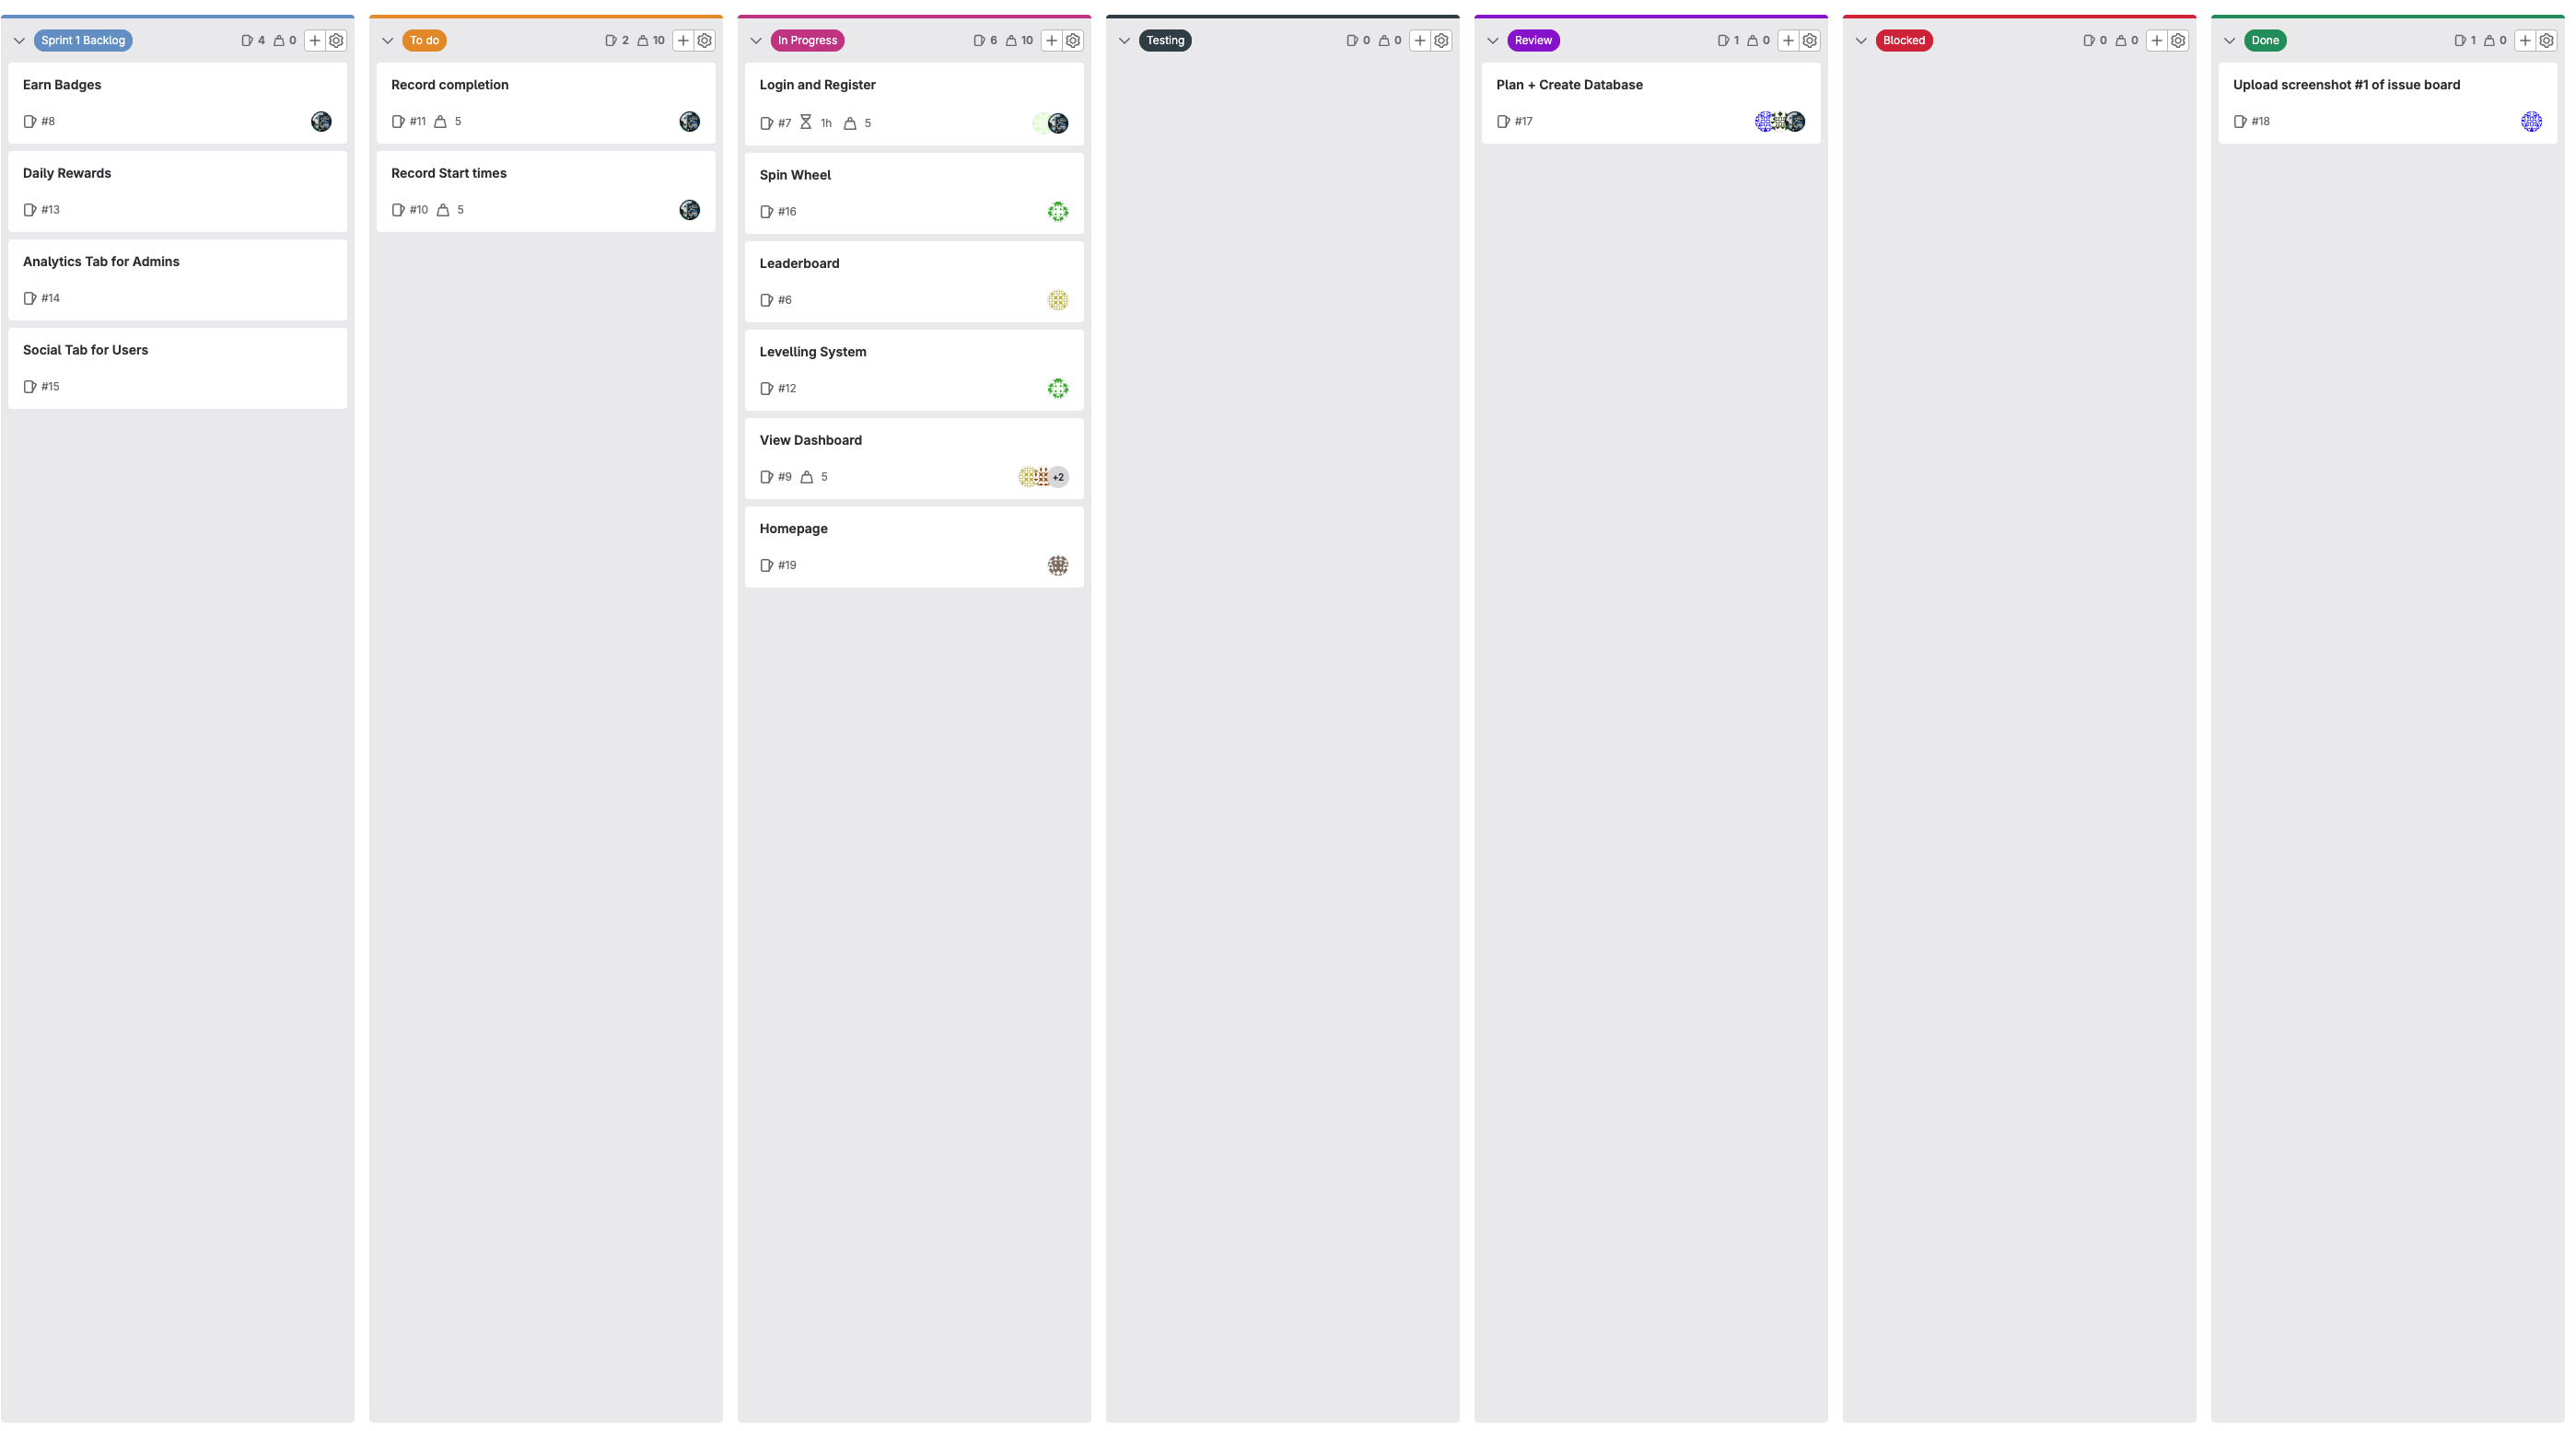 Sprint 1 Backlog 4 0
Earn Badges
#8
Daily Rewards
#13
Analytics Tab for Admins
#14
Social Tab for Users
#15
To do 2 10
Record completion
#11 5
Record Start times
#10 5
In Progress 6 10
Login and Register
#7 1h 5
Spin Wheel
#16
Leaderboard
#6
Levelling System
#12
View Dashboard
#9 5 +2
Homepage
#19
Testing 0 0
Review 1 0
Plan + Create Database
#17
Blocked 0 0
Done 1 0
Upload screenshot #1 of issue board
#18